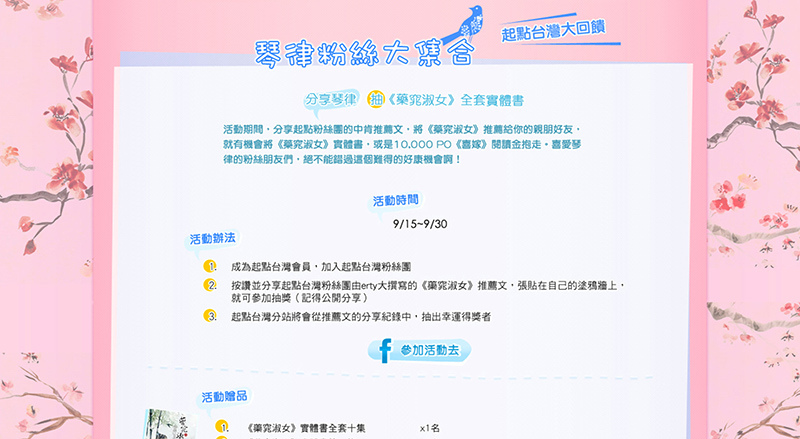 琴律粉絲大集合
起點台灣大回饋
分享琴律 抽《藥窕淑女》全套實體書
活動期間，分享起點粉絲團的中肯推薦文，將《藥窕淑女》推薦給你的親朋好友，
就有機會將《藥窕淑女》實體書，或是10,000 PO《喜嫁》閱讀金抱走。喜愛琴
律的粉絲朋友們，絕不能錯過這個難得的好康機會啊！
活動時間
9/15~9/30
活動辦法
1. 成為起點台灣會員，加入起點台灣粉絲團
2. 按讚並分享起點台灣粉絲團由erty大撰寫的《藥窕淑女》推薦文，張貼在自己的塗鴉牆上，
就可參加抽獎（記得公開分享）
3. 起點台灣分站將會從推薦文的分享紀錄中，抽出幸運得獎者
f 參加活動去
活動贈品
1. 《藥窕淑女》實體書全套十集 x1名